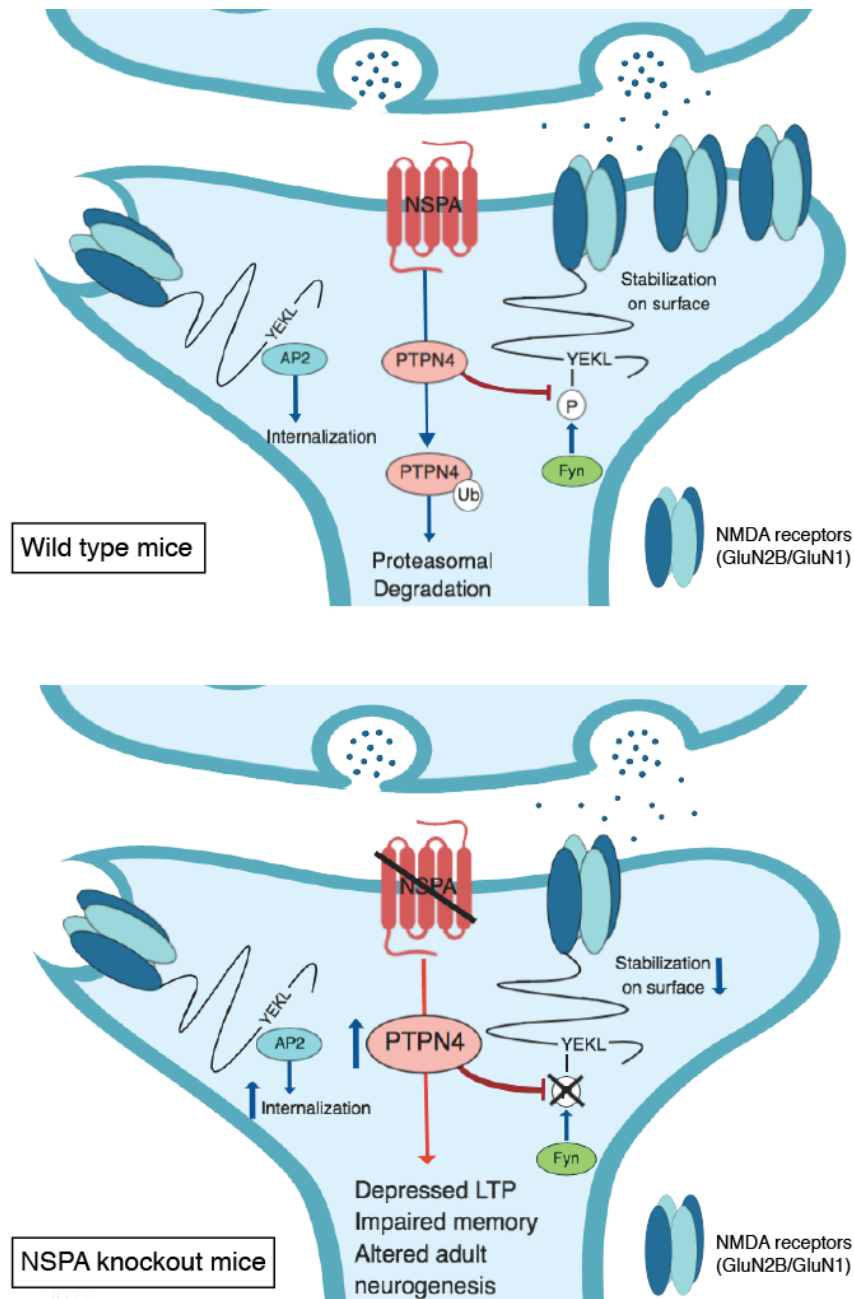 NSPA
Stabilization
on surface
YEKL
AP2
PTPN4
YEKL
P
Internalization
Fyn
PTPN4
Ub
Wild type mice
Proteasomal
Degradation
NMDA receptors
(GluN2B/GluN1)
NSPA
Stabilization
on surface
YEKL
AP2
PTPN4
YEKL
Internalization
Fyn
Depressed LTP
Impaired memory
Altered adult
neurogenesis
NSPA knockout mice
NMDA receptors
(GluN2B/GluN1)